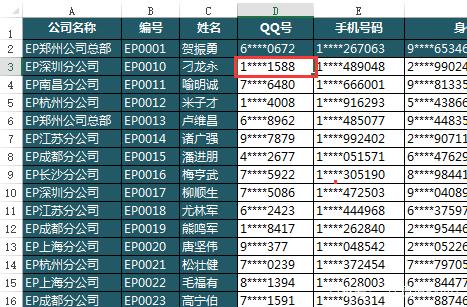 A B C D E
1 公司名称 编号 姓名 QQ号 手机号码 身
2 EP郑州公司总部 EP0001 贺振勇 6****0672 1****267063 9****65346
3 EP深圳分公司 EP0010 刁龙永 1****1588 1****489048 2****99024
4 EP南昌分公司 EP0011 喻明诚 7****6480 1****666001 9****81335
5 EP杭州分公司 EP0012 米子才 1****4008 1****916293 5****43866
6 EP郑州公司总部 EP0013 卢维昌 6****8962 1****485077 9****44835
7 EP江苏分公司 EP0014 诸广强 9****7879 1****992402 2****90711
8 EP成都分公司 EP0015 潘进朋 4****2677 1****051571 6****47629
9 EP长沙分公司 EP0016 梅亨武 7****5922 1****305190 8****98441
10 EP深圳分公司 EP0017 柳顺生 7****5086 1****472503 9****04089
11 EP江苏分公司 EP0018 尤林军 6****2423 1****444968 6****37597
12 EP成都分公司 EP0019 熊鸣军 1****8417 1****262840 2****95446
13 EP上海分公司 EP0020 唐坚伟 9****377 1****048542 0****05226
14 EP杭州分公司 EP0021 松壮健 7****0239 1****372454 7****79755
15 EP上海分公司 EP0022 毛福有 8****1394 1****628003 6****84477
16 EP成都分公司 EP0023 高宁伯 7****1591 1****936314 6****88746